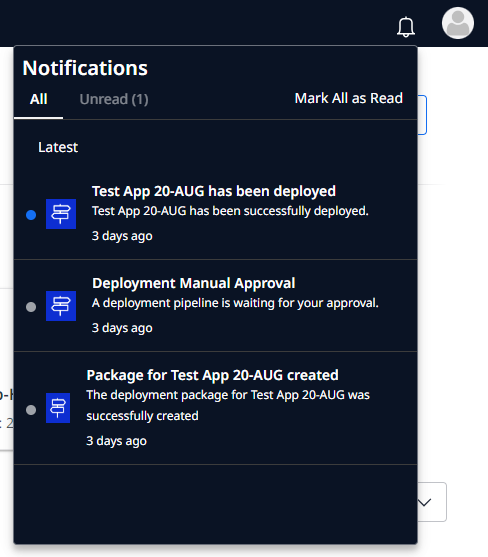 Notifications
All
Unread (1)
Mark All as Read
Latest
Test App 20-AUG has been deployed
Test App 20-AUG has been successfully deployed.
3 days ago
Deployment Manual Approval
A deployment pipeline is waiting for your approval.
3 days ago
Package for Test App 20-AUG created
The deployment package for Test App 20-AUG was
successfully created
3 days ago